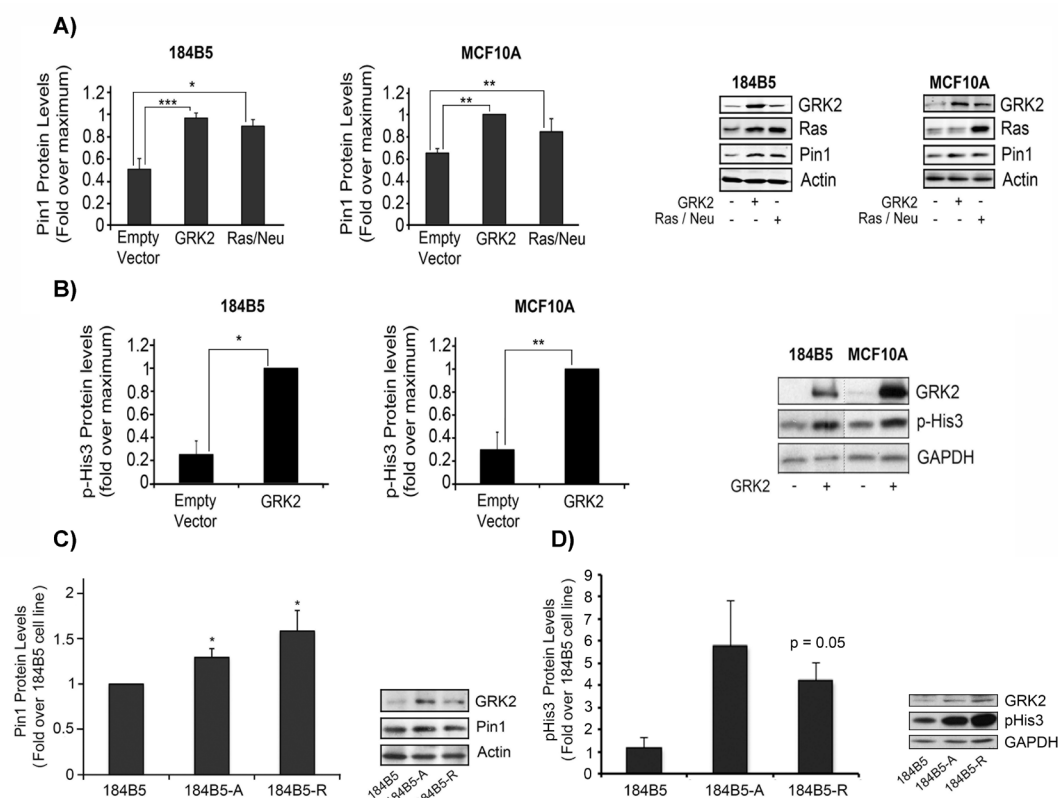 A)
184B5
Pin1 Protein Levels
(Fold over maximum)
1.2
1
0.8
0.6
0.4
0.2
0
*
***
Empty
Vector
GRK2
Ras/Neu
MCF10A
Pin1 Protein Levels
(Fold over maximum)
1.2
1
0.8
0.6
0.4
0.2
0
**
**
Empty
Vector
GRK2
Ras/Neu
184B5
GRK2
Ras
Pin1
Actin
GRK2 - + -
Ras / Neu - - +
MCF10A
GRK2
Ras
Pin1
Actin
GRK2 - + -
Ras / Neu - - +
B)
184B5
p-His3 Protein levels
(fold over maximum)
1.2
1
0.8
0.6
0.4
0.2
0
*
Empty
Vector
GRK2
MCF10A
p-His3 Protein levels
(fold over maximum)
1.2
1
0.8
0.6
0.4
0.2
0
**
Empty
Vector
GRK2
184B5 MCF10A
GRK2
p-His3
GAPDH
GRK2 - + - +
C)
Pin1 Protein Levels
(Fold over 184B5 cell line)
2
1.5
1
0.5
0
*
*
184B5 184B5-A 184B5-R
GRK2
Pin1
Actin
184B5
184B5-A
184B5-R
D)
pHis3 Protein Levels
(Fold over 184B5 cell line)
9
8
7
6
5
4
3
2
1
0
p = 0.05
184B5 184B5-A 184B5-R
GRK2
pHis3
GAPDH
184B5
184B5-A
184B5-R